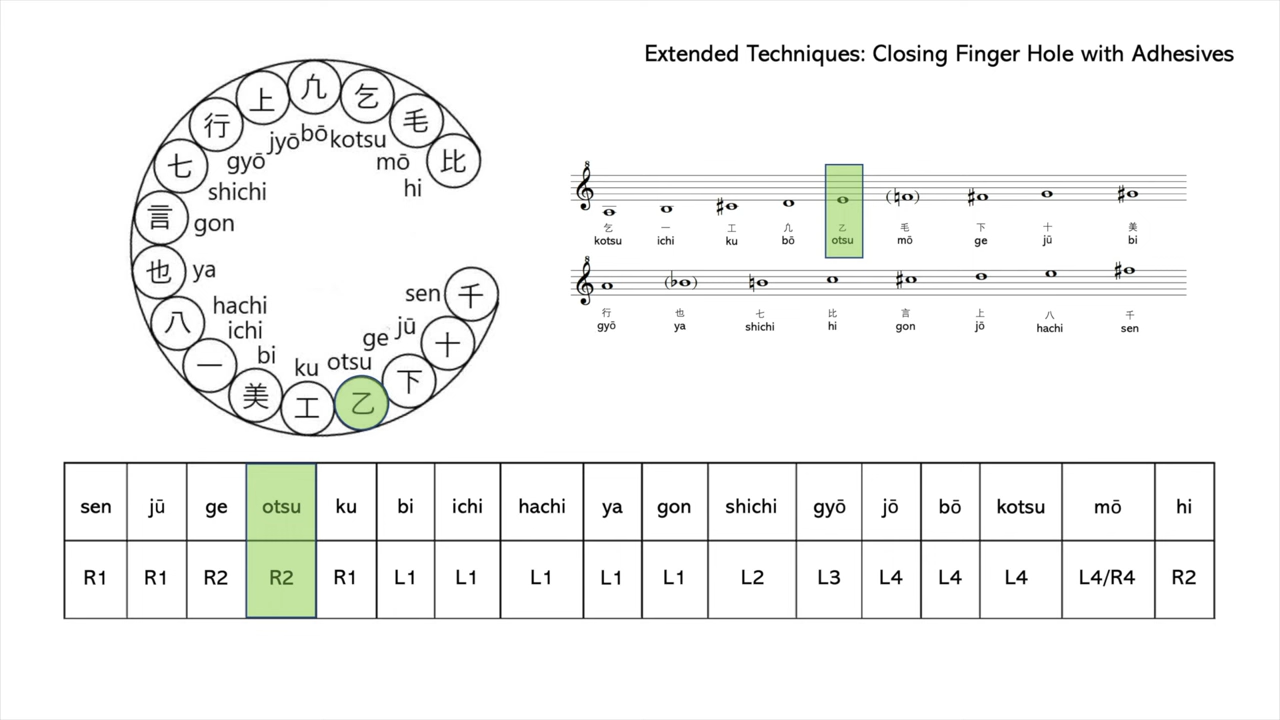 Extended Techniques: Closing Finger Hole with Adhesives
比
毛
乞
凢
上
行
七
言
也
八
一
美
工
乙
下
十
千
hi
mō
kotsu
bō
jyō
gyō
shichi
gon
ya
hachi
ichi
bi
ku
otsu
ge
jū
sen
8
乞 一 工 凢 乙 毛 下 十 美
kotsu ichi ku bō otsu mō ge jū bi
8
行 也 七 比 言 上 八 千
gyō ya shichi hi gon jō hachi sen
sen jū ge otsu ku bi ichi hachi ya gon shichi gyō jō bō kotsu mō hi
R1 R1 R2 R2 R1 L1 L1 L1 L1 L1 L2 L3 L4 L4 L4 L4/R4 R2